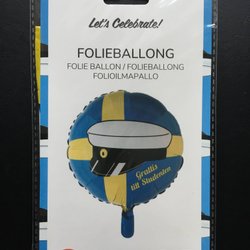 Let's Celebrate!
FOLIEBALLONG
FOLIE BALLON / FOLIEBALLONG
FOLIOILMAPALLO
Grattis
till Studenten